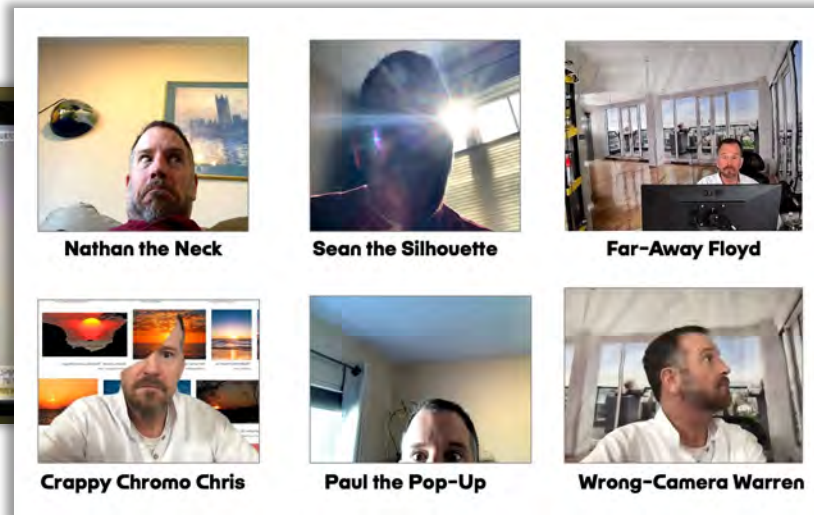 Nathan the Neck
Sean the Silhouette
Far-Away Floyd
Crappy Chromo Chris
Paul the Pop-Up
Wrong-Camera Warren